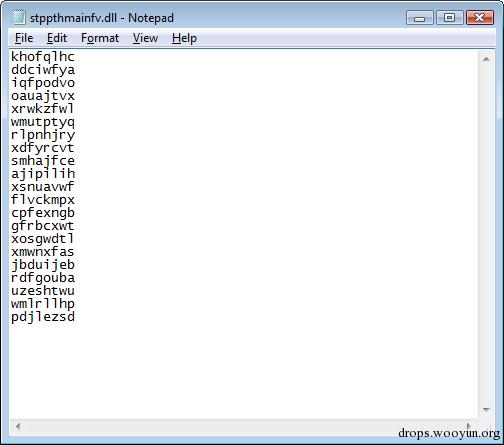 stppthmainfv.dll - Notepad
File Edit Format View Help
khofqlhc
ddciwfya
iqfpodvo
oauajtvx
xrwkzfwl
wmutptyq
rlpnhjry
xdfyrcvt
smhajfce
ajipilih
xsnuavwf
flvckmpx
cpfexngb
gfrbcxwt
xosgwdtl
xmwnxfas
jbduijeb
rdfgouba
uzeshtwu
wmlrllhp
pdjlezsd
drops.wooyun.org